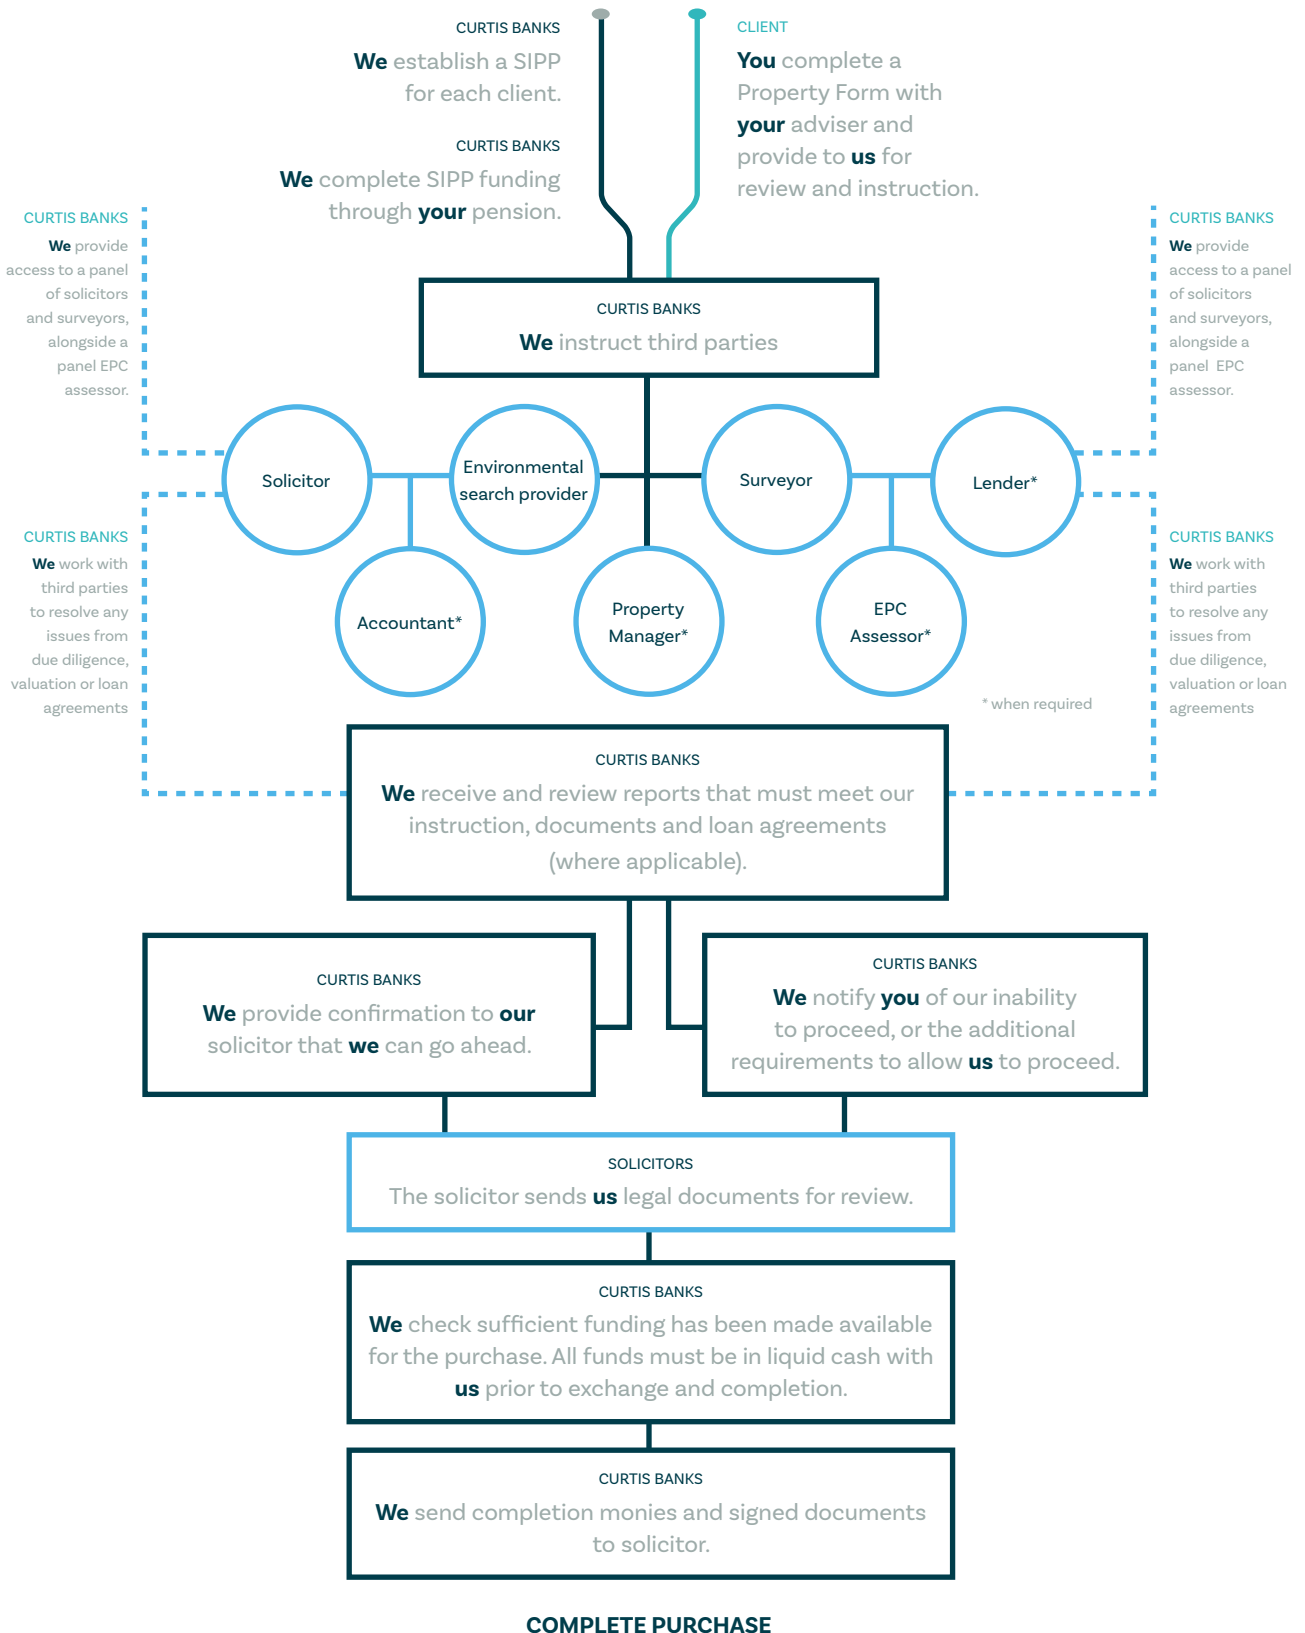 CURTIS BANKS
We establish a SIPP
for each client.
CURTIS BANKS
We complete SIPP funding
through your pension.
CLIENT
You complete a
Property Form with
your adviser and
provide to us for
review and instruction.
CURTIS BANKS
We provide
access to a panel
of solicitors
and surveyors,
alongside a
panel EPC
assessor.
CURTIS BANKS
We provide
access to a panel
of solicitors
and surveyors,
alongside a
panel EPC
assessor.
CURTIS BANKS
We instruct third parties
Solicitor
Environmental
search provider
Surveyor
Lender*
Accountant*
Property
Manager*
EPC
Assessor*
CURTIS BANKS
We work with
third parties
to resolve any
issues from
due diligence,
valuation or loan
agreements
CURTIS BANKS
We work with
third parties
to resolve any
issues from
due diligence,
valuation or loan
agreements
* when required
CURTIS BANKS
We receive and review reports that must meet our
instruction, documents and loan agreements
(where applicable).
CURTIS BANKS
We provide confirmation to our
solicitor that we can go ahead.
CURTIS BANKS
We notify you of our inability
to proceed, or the additional
requirements to allow us to proceed.
SOLICITORS
The solicitor sends us legal documents for review.
CURTIS BANKS
We check sufficient funding has been made available
for the purchase. All funds must be in liquid cash with
us prior to exchange and completion.
CURTIS BANKS
We send completion monies and signed documents
to solicitor.
COMPLETE PURCHASE